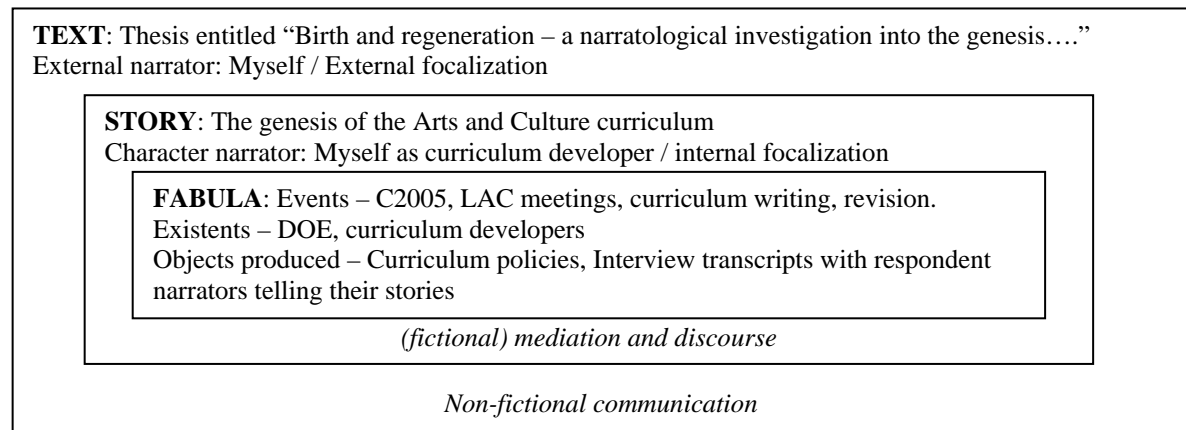 TEXT: Thesis entitled “Birth and regeneration – a narratological investigation into the genesis….”
External narrator: Myself / External focalization
STORY: The genesis of the Arts and Culture curriculum
Character narrator: Myself as curriculum developer / internal focalization
FABULA: Events – C2005, LAC meetings, curriculum writing, revision.
Existents – DOE, curriculum developers
Objects produced – Curriculum policies, Interview transcripts with respondent
narrators telling their stories
(fictional) mediation and discourse
Non-fictional communication